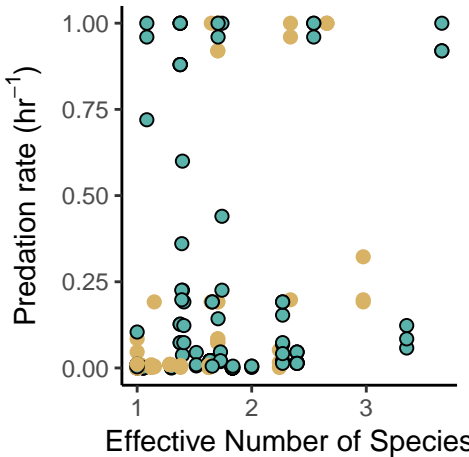 Predation rate (hr⁻¹)
1.00
0.75
0.50
0.25
0.00
1 2 3
Effective Number of Species